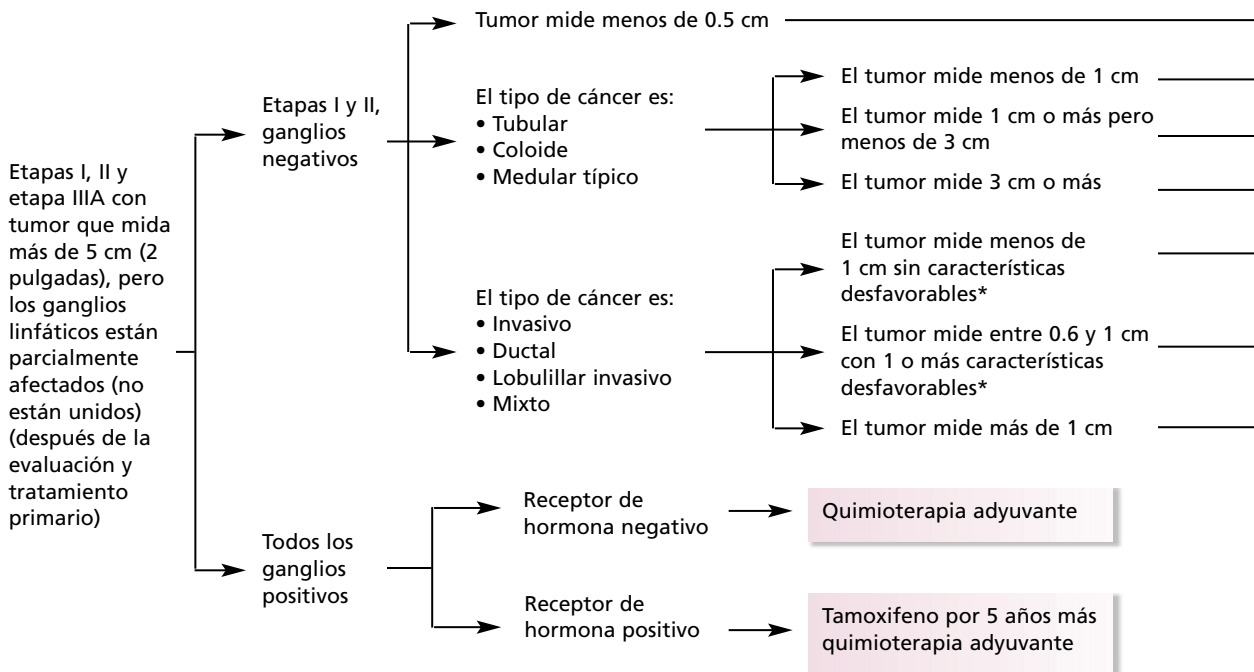 Etapas I, II y
etapa IIIA con
tumor que mida
más de 5 cm (2
pulgadas), pero
los ganglios
linfáticos están
parcialmente
afectados (no
están unidos)
(después de la
evaluación y
tratamiento
primario)
Etapas I y II,
ganglios
negativos
Tumor mide menos de 0.5 cm
El tipo de cáncer es:
• Tubular
• Coloide
• Medular típico
El tumor mide menos de 1 cm
El tumor mide 1 cm o más pero
menos de 3 cm
El tumor mide 3 cm o más
El tipo de cáncer es:
• Invasivo
• Ductal
• Lobulillar invasivo
• Mixto
El tumor mide menos de
1 cm sin características
desfavorables*
El tumor mide entre 0.6 y 1 cm
con 1 o más características
desfavorables*
El tumor mide más de 1 cm
Todos los
ganglios
positivos
Receptor de
hormona negativo
Quimioterapia adyuvante
Receptor de
hormona positivo
Tamoxifeno por 5 años más
quimioterapia adyuvante